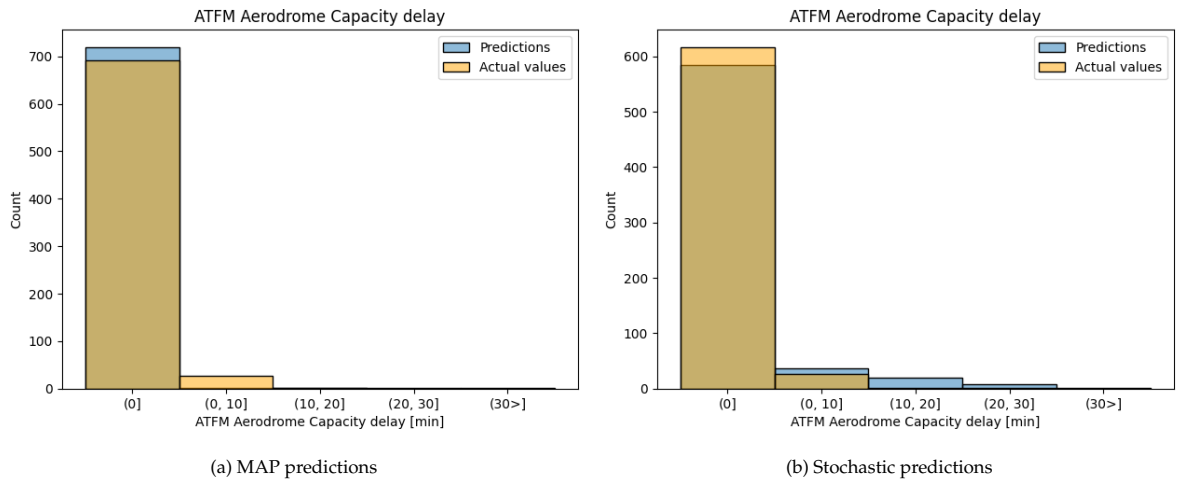 ATFM Aerodrome Capacity delay
Predictions
Actual values
Count
700
600
500
400
300
200
100
0
(0] (0, 10] (10, 20] (20, 30] (30>]
ATFM Aerodrome Capacity delay [min]
(a) MAP predictions
ATFM Aerodrome Capacity delay
Predictions
Actual values
Count
600
500
400
300
200
100
0
(0] (0, 10] (10, 20] (20, 30] (30>]
ATFM Aerodrome Capacity delay [min]
(b) Stochastic predictions